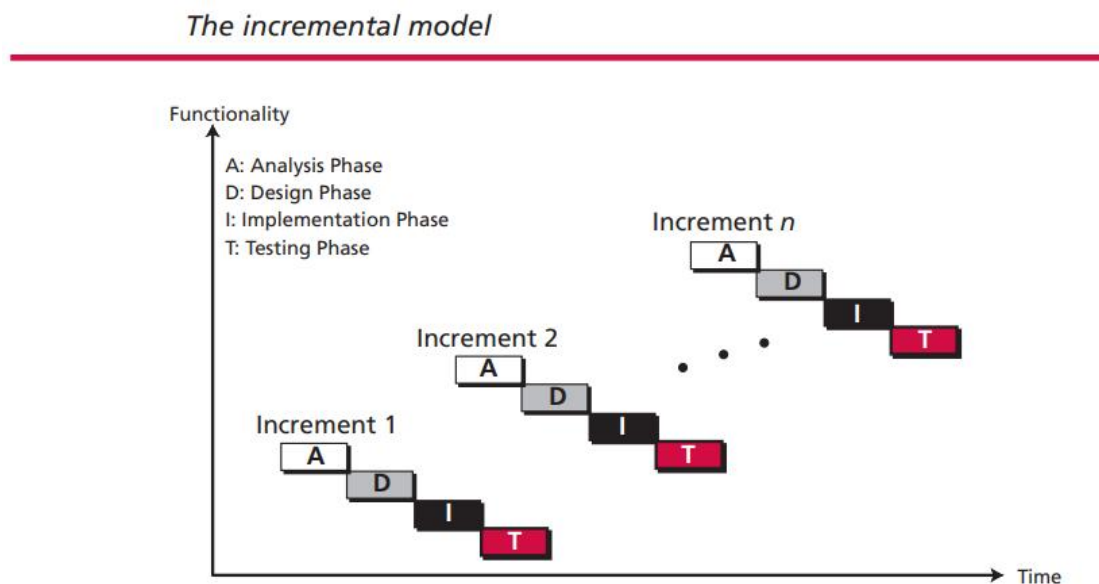 The incremental model
Functionality
A: Analysis Phase
D: Design Phase
I: Implementation Phase
T: Testing Phase
Increment n
A
D
I
T
Increment 2
A
D
I
T
Increment 1
A
D
I
T
Time